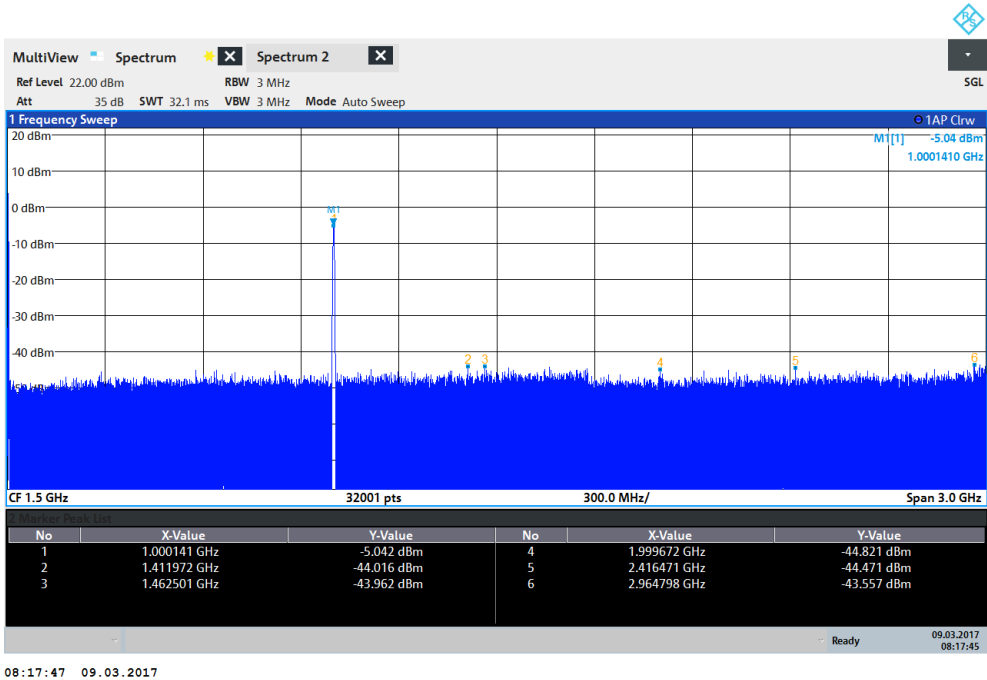 R&S
MultiView Spectrum Spectrum 2
Ref Level 22.00 dBm RBW 3 MHz SGL
Att 35 dB SWT 32.1 ms VBW 3 MHz Mode Auto Sweep
1 Frequency Sweep 1AP Clrw
20 dBm M1[1] -5.04 dBm
1.0001410 GHz
10 dBm
0 dBm M1
1
-10 dBm
-20 dBm
-30 dBm
-40 dBm
2 3 4 5 6
CF 1.5 GHz 32001 pts 300.0 MHz/ Span 3.0 GHz
2 Marker Peak List
No X-Value Y-Value No X-Value Y-Value
1 1.000141 GHz -5.042 dBm 4 1.999672 GHz -44.821 dBm
2 1.411972 GHz -44.016 dBm 5 2.416471 GHz -44.471 dBm
3 1.462501 GHz -43.962 dBm 6 2.964798 GHz -43.557 dBm
Ready 09.03.2017
08:17:45
08:17:47 09.03.2017